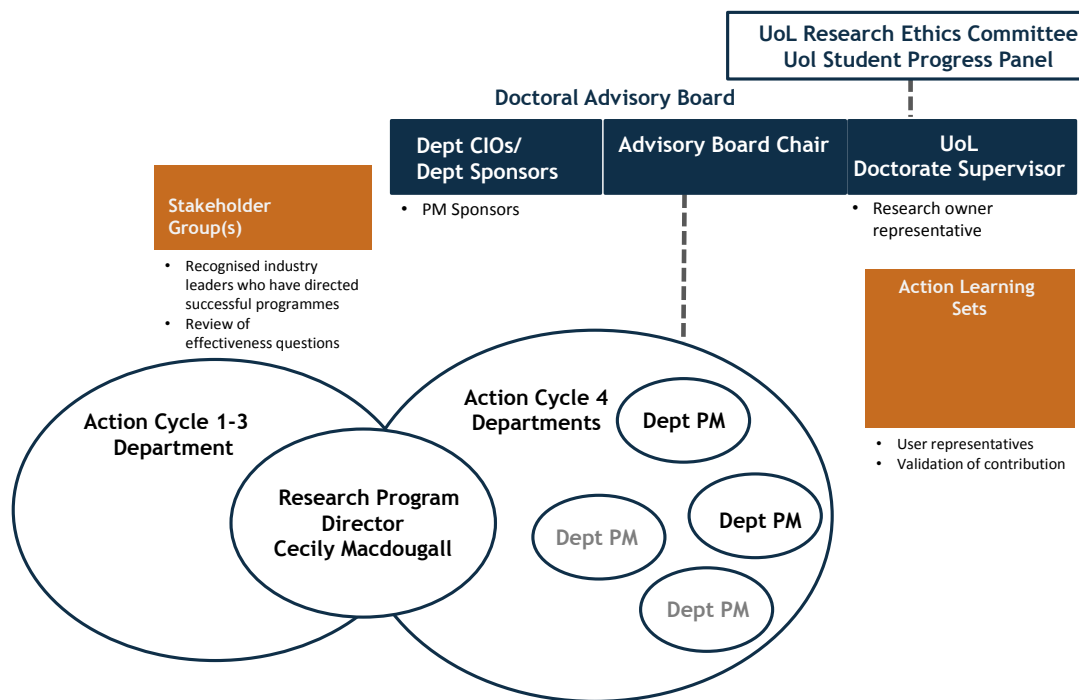 UoL Research Ethics Committee
Uol Student Progress Panel
Doctoral Advisory Board
Dept CIOs/
Dept Sponsors
Advisory Board Chair
UoL
Doctorate Supervisor
• PM Sponsors
• Research owner
representative
Stakeholder
Group(s)
• Recognised industry
leaders who have directed
successful programmes
• Review of
effectiveness questions
Action Learning
Sets
• User representatives
• Validation of contribution
Action Cycle 1-3
Department
Research Program
Director
Cecily Macdougall
Action Cycle 4
Departments
Dept PM
Dept PM
Dept PM
Dept PM